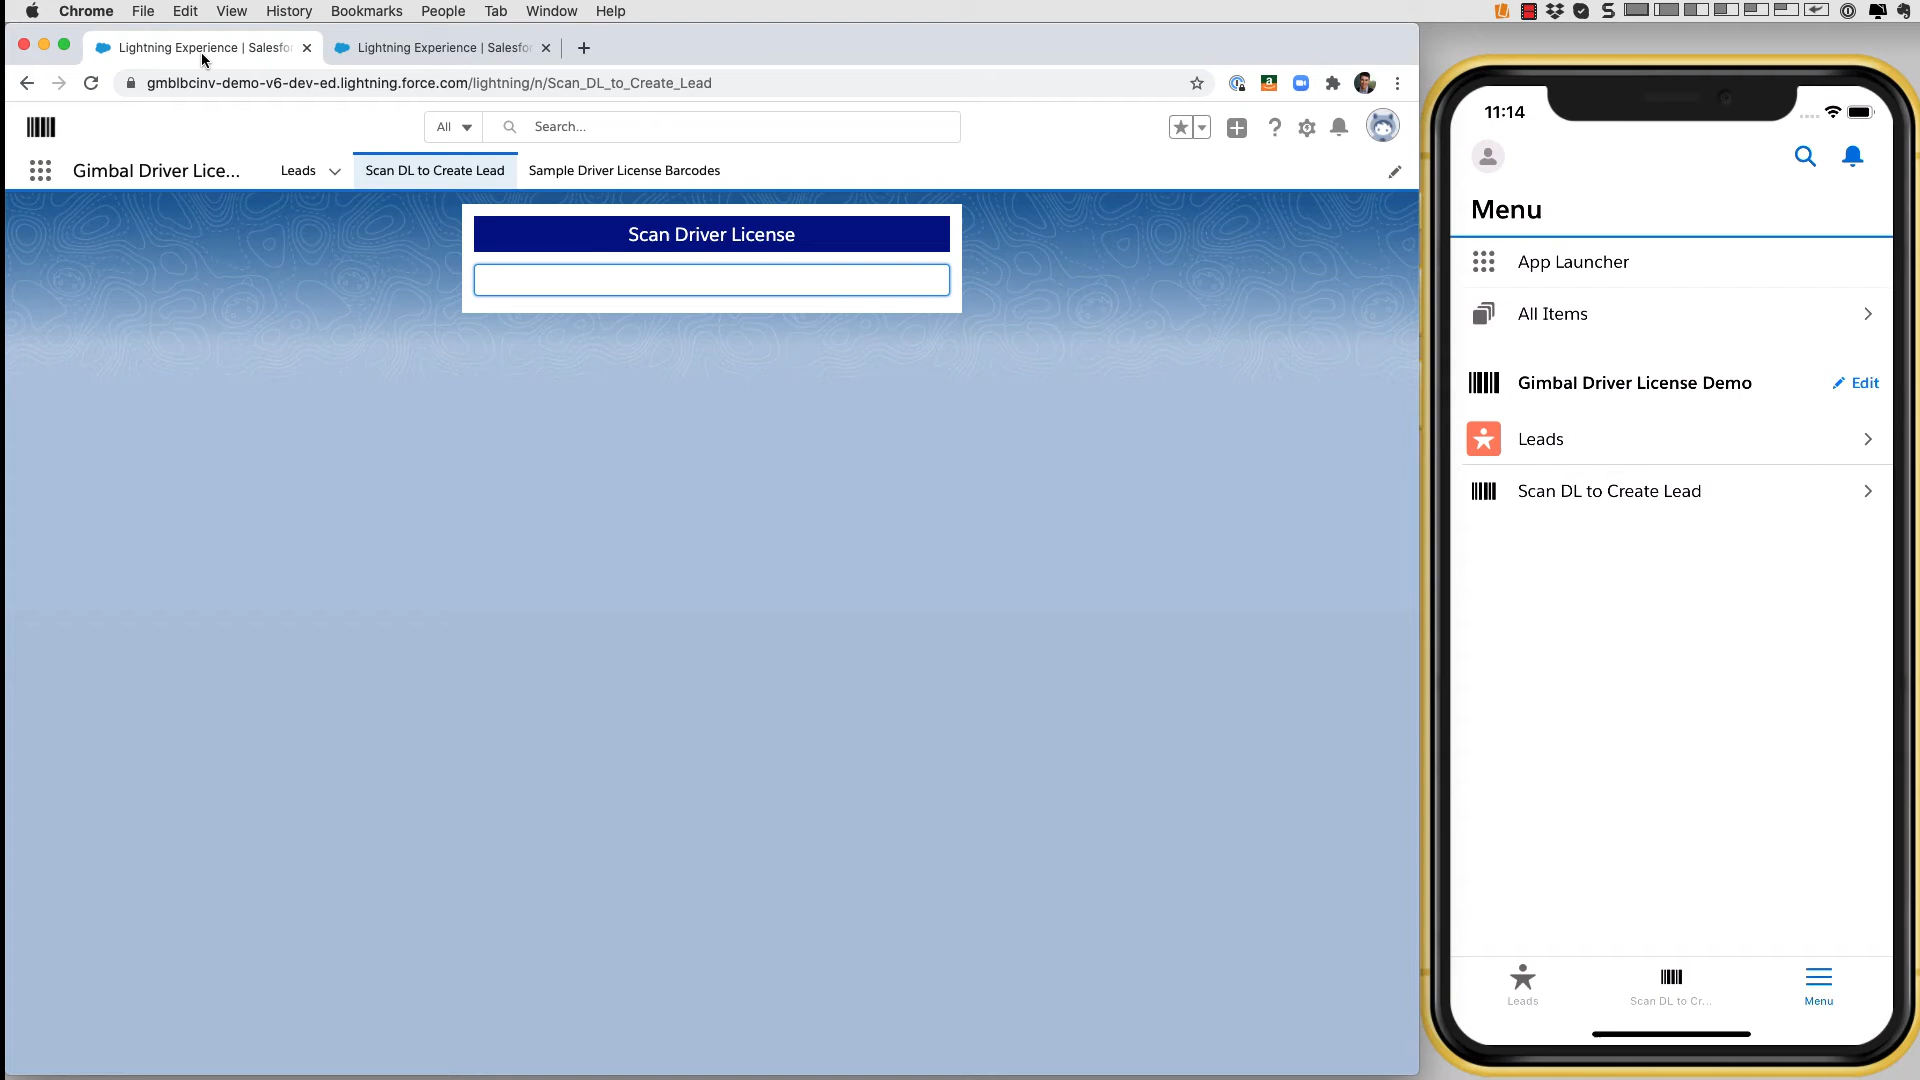 Chrome File Edit View History Bookmarks People Tab Window Help
Lightning Experience | Salesfo
Lightning Experience | Salesfo
gmblbcinv-demo-v6-dev-ed.lightning.force.com/lightning/n/Scan_DL_to_Create_Lead
All
Search...
Gimbal Driver Lice...
Leads
Scan DL to Create Lead
Sample Driver License Barcodes
Scan Driver License
11:14
Menu
App Launcher
All Items
Gimbal Driver License Demo
Edit
Leads
Scan DL to Create Lead
Leads
Scan DL to Cr...
Menu